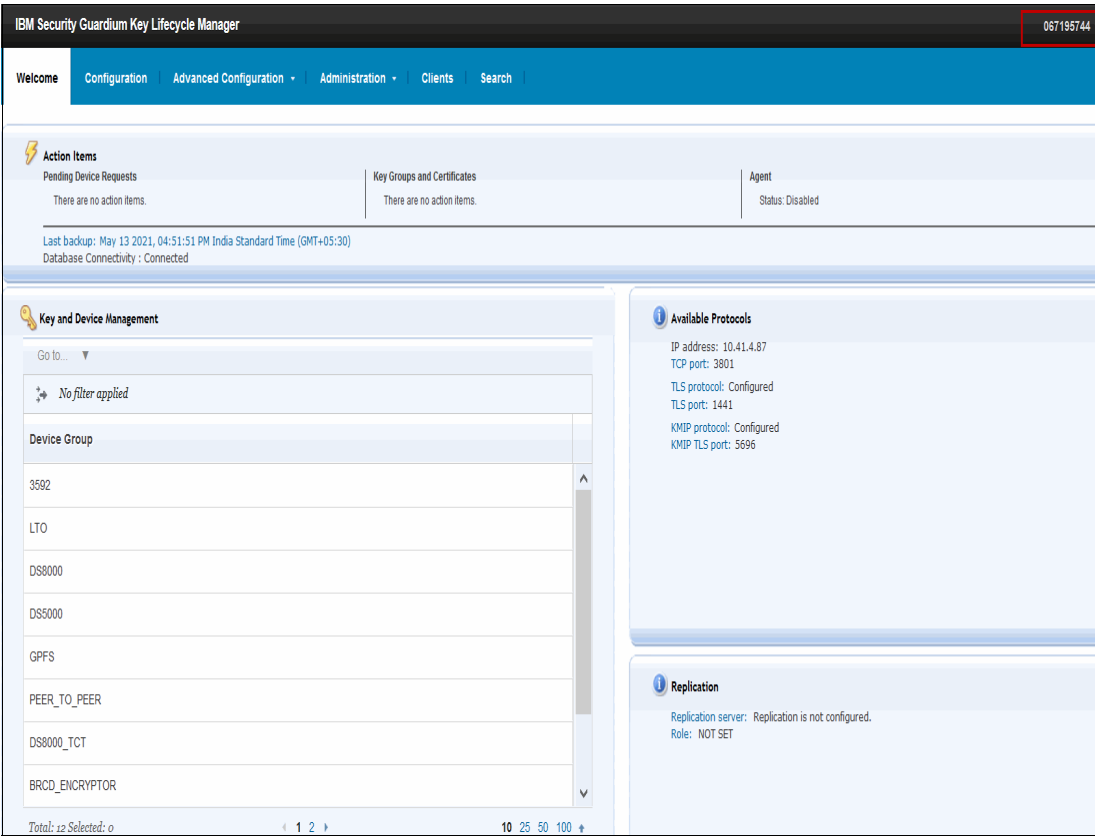 IBM Security Guardium Key Lifecycle Manager
067195744
Welcome Configuration Advanced Configuration Administration Clients Search
Action Items
Pending Device Requests
There are no action items.
Key Groups and Certificates
There are no action items.
Agent
Status: Disabled
Last backup: May 13 2021, 04:51:51 PM India Standard Time (GMT+05:30)
Database Connectivity : Connected
Key and Device Management
Go to...
No filter applied
Device Group
3592
LTO
DS8000
DS5000
GPFS
PEER_TO_PEER
DS8000_TCT
BRCD_ENCRYPTOR
Total: 12 Selected: 0
1 2
10 25 50 100
Available Protocols
IP address: 10.41.4.87
TCP port: 3801
TLS protocol: Configured
TLS port: 1441
KMIP protocol: Configured
KMIP TLS port: 5696
Replication
Replication server: Replication is not configured.
Role: NOT SET